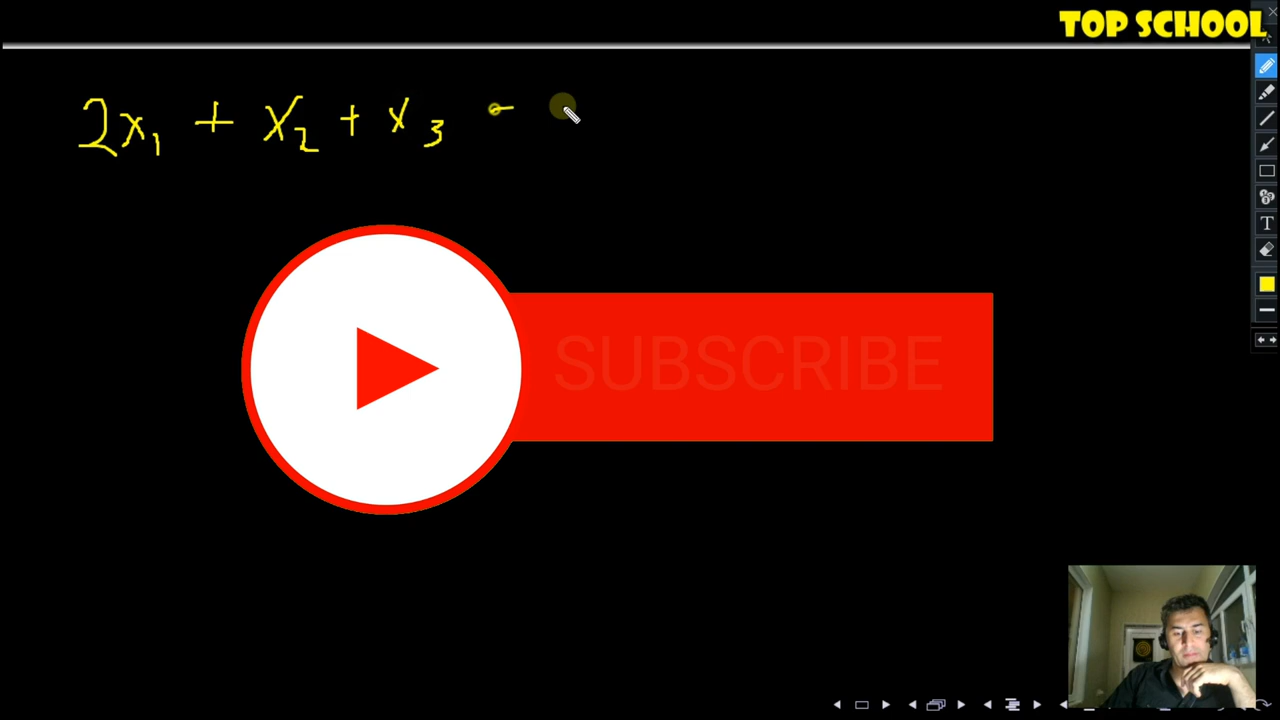 TOP SCHOOL
2x₁ + x₂ + x₃ -
SUBSCRIBE